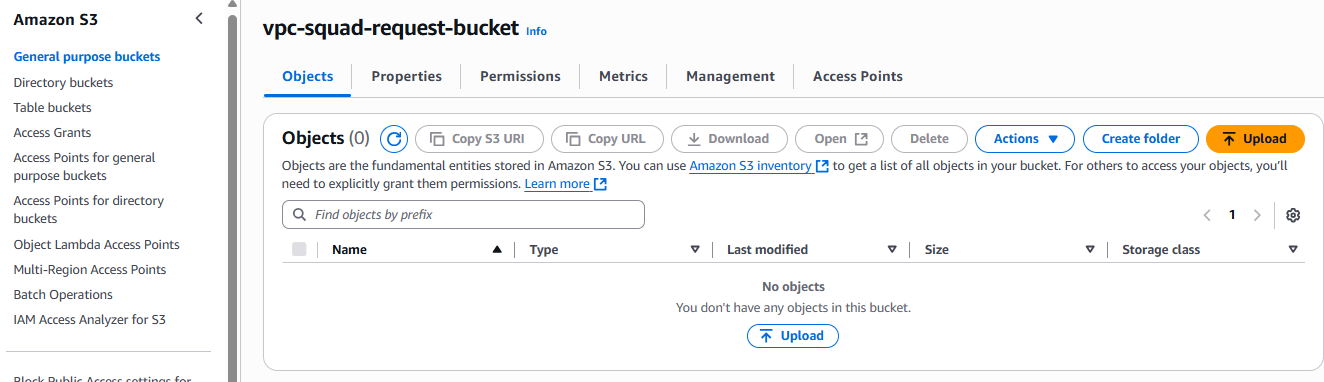 Amazon S3
General purpose buckets
Directory buckets
Table buckets
Access Grants
Access Points for general
purpose buckets
Access Points for directory
buckets
Object Lambda Access Points
Multi-Region Access Points
Batch Operations
IAM Access Analyzer for S3
Block Public Access settings for
vpc-squad-request-bucket Info
Objects Properties Permissions Metrics Management Access Points
Objects (0) Copy S3 URI Copy URL Download Open Delete Actions Create folder Upload
Objects are the fundamental entities stored in Amazon S3. You can use Amazon S3 inventory to get a list of all objects in your bucket. For others to access your objects, you'll
need to explicitly grant them permissions. Learn more
Find objects by prefix 1
Name Type Last modified Size Storage class
No objects
You don't have any objects in this bucket.
Upload